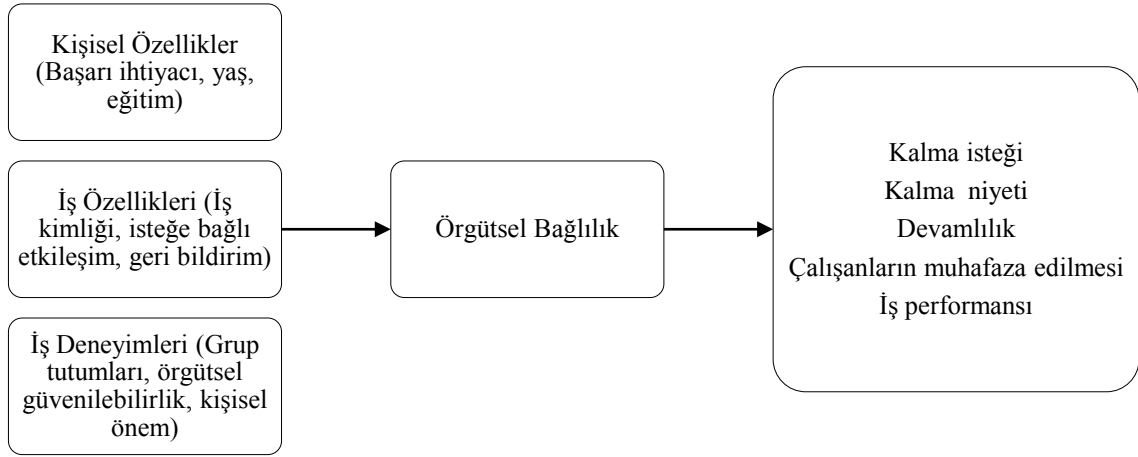 Kişisel Özellikler
(Başarı ihtiyacı, yaş,
eğitim)
İş Özellikleri (İş
kimliği, isteğe bağlı
etkileşim, geri bildirim)
İş Deneyimleri (Grup
tutumları, örgütsel
güvenilebilirlik, kişisel
önem)
Örgütsel Bağlılık
Kalma isteği
Kalma niyeti
Devamlılık
Çalışanların muhafaza edilmesi
İş performansı